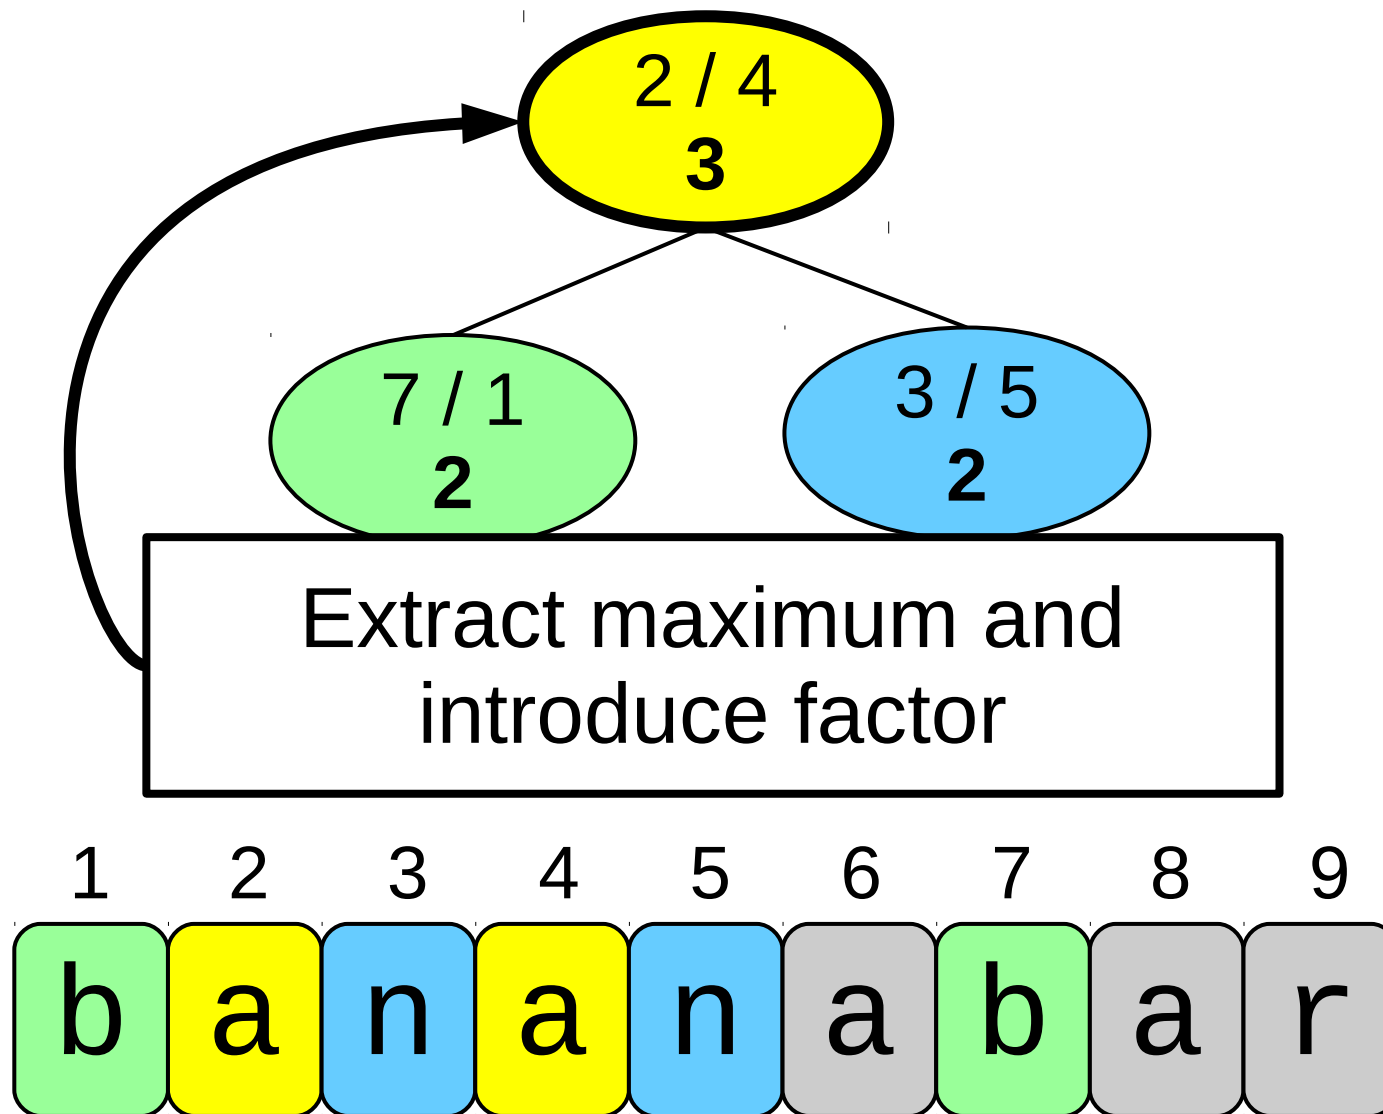 2 / 4
3
7 / 1
2
3 / 5
2
Extract maximum and
introduce factor
1 2 3 4 5 6 7 8 9
b a n a n a b a r